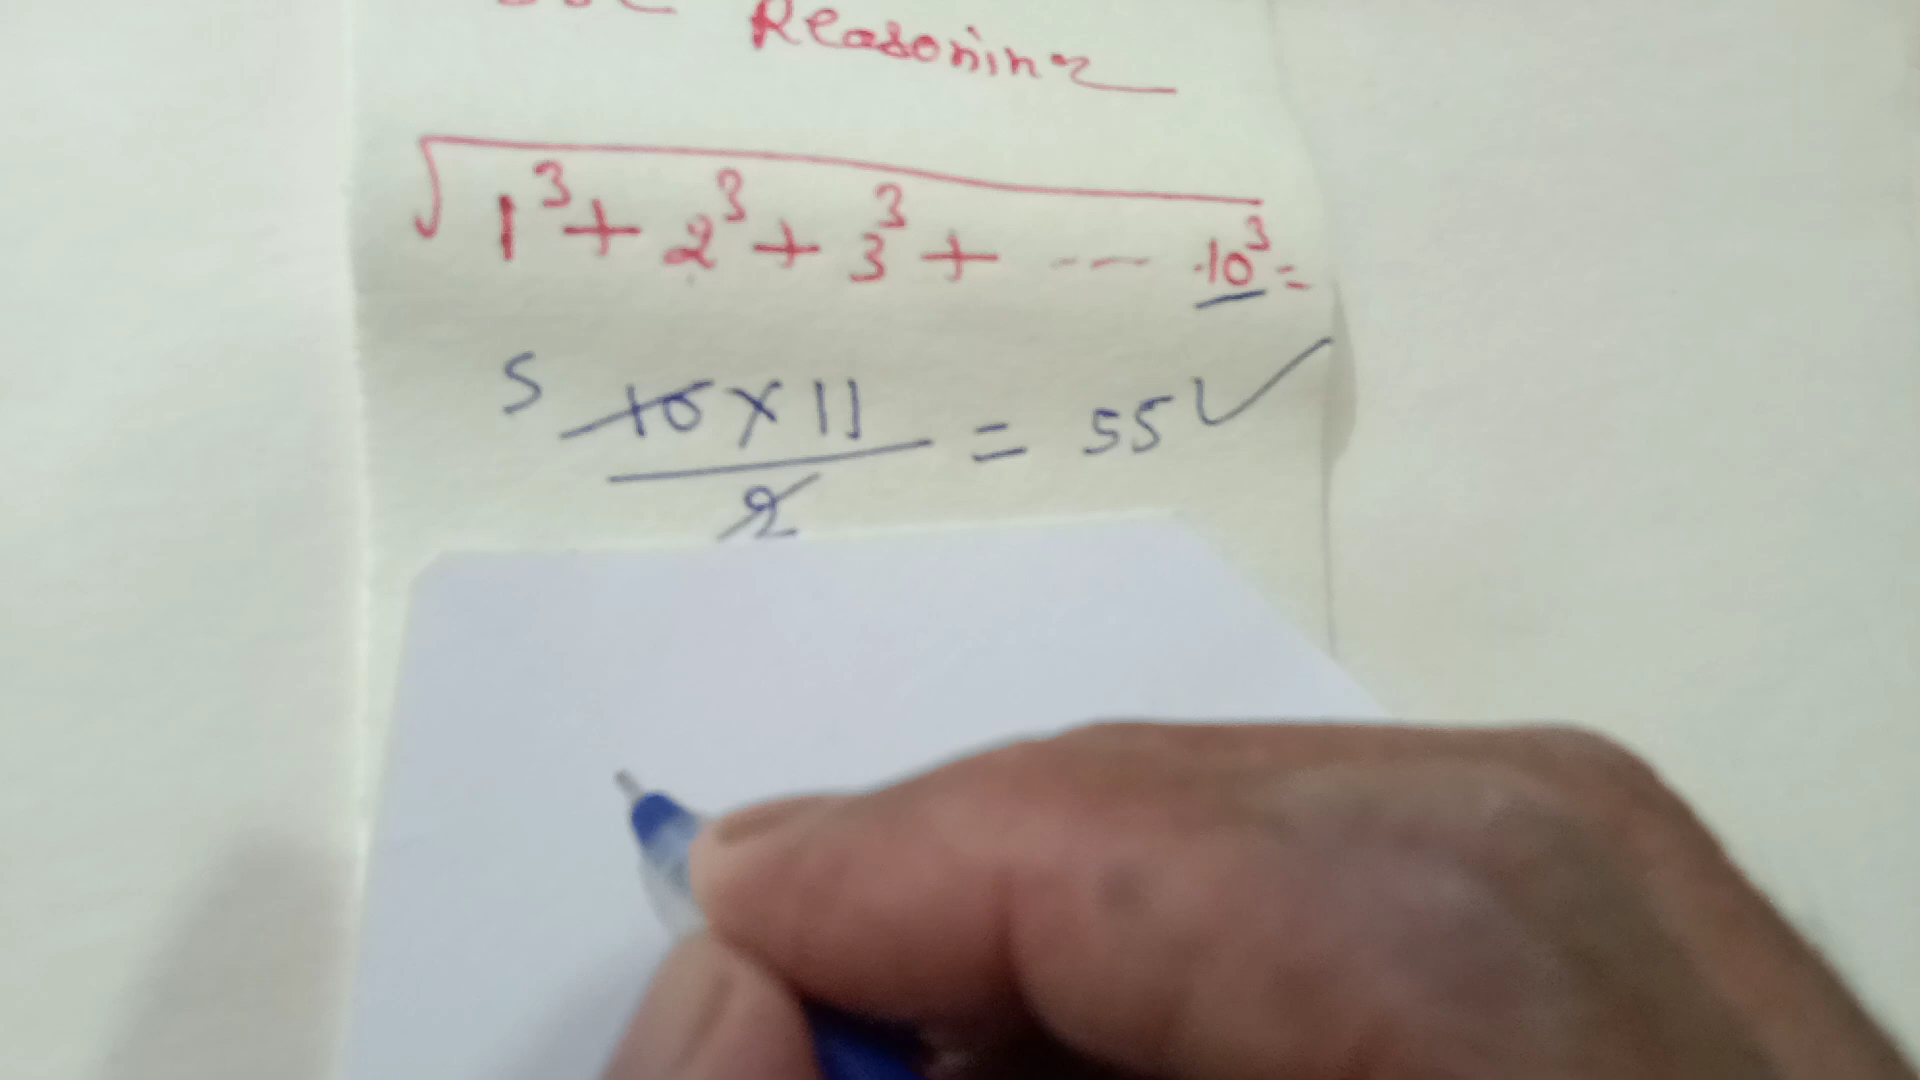 Reasoning
√1³ + 2³ + 3³ + --- 10³ =
5 10 × 11 / 2 = 55 ✓